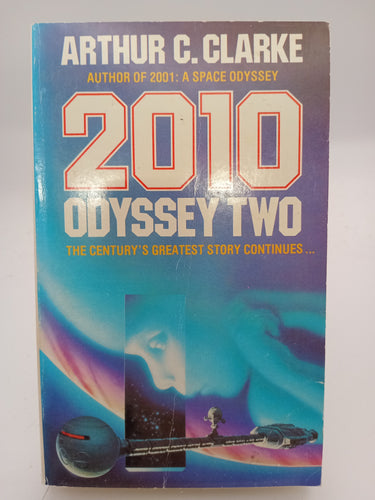 ARTHUR C. CLARKE
AUTHOR OF 2001: A SPACE ODYSSEY
2010
ODYSSEY TWO
THE CENTURY'S GREATEST STORY CONTINUES...